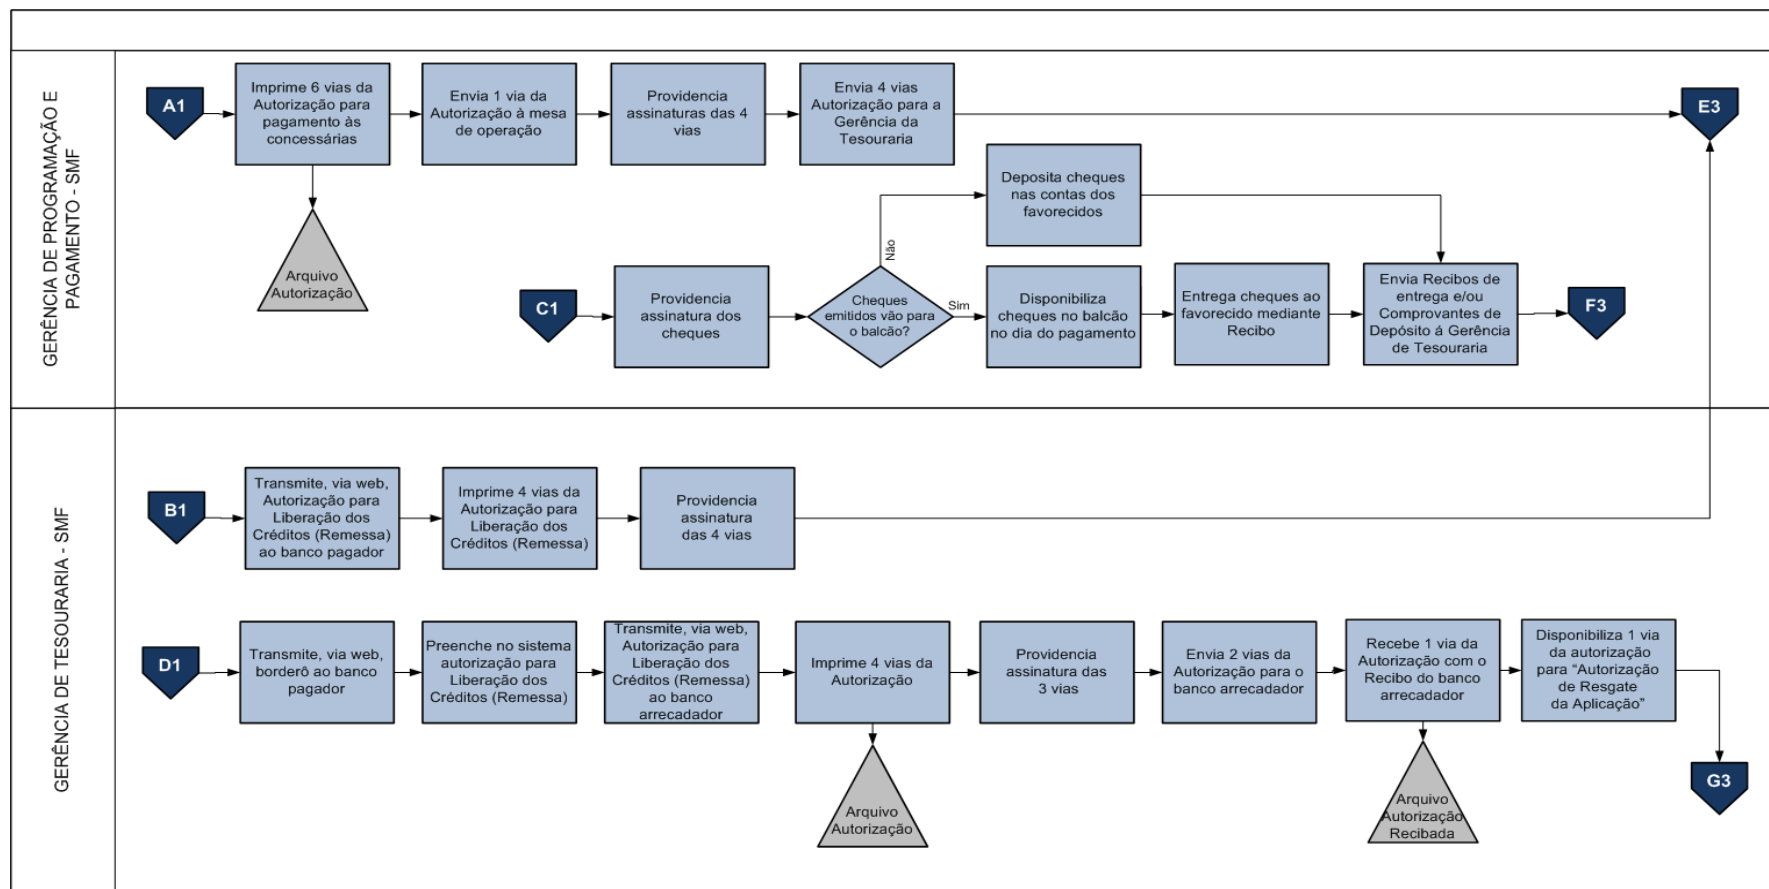 GERÊNCIA DE PROGRAMAÇÃO E
PAGAMENTO - SMF
A1
Imprime 6 vias da
Autorização para
pagamento às
concessárias
Envia 1 via da
Autorização à mesa
de operação
Providencia
assinaturas das 4
vias
Envia 4 vias
Autorização para a
Gerência da
Tesouraria
E3
Arquivo
Autorização
Deposita cheques
nas contas dos
favorecidos
C1
Providencia
assinatura dos
cheques
Cheques
emitidos vão para
o balcão?
Não
Sim
Disponibiliza
cheques no balcão
no dia do pagamento
Entrega cheques ao
favorecido mediante
Recibo
Envia Recibos de
entrega e/ou
Comprovantes de
Depósito á Gerência
de Tesouraria
F3
GERÊNCIA DE TESOURARIA - SMF
B1
Transmite, via web,
Autorização para
Liberação dos
Créditos (Remessa)
ao banco pagador
Imprime 4 vias da
Autorização para
Liberação dos
Créditos (Remessa)
Providencia
assinatura
das 4 vias
D1
Transmite, via web,
borderô ao banco
pagador
Preenche no sistema
autorização para
Liberação dos
Créditos (Remessa)
Transmite, via web,
Autorização para
Liberação dos
Créditos (Remessa)
ao banco
arrecadador
Imprime 4 vias da
Autorização
Providencia
assinatura das
3 vias
Envia 2 vias da
Autorização para o
banco arrecadador
Recebe 1 via da
Autorização com o
Recibo do banco
arrecadador
Disponibiliza 1 via
da autorização
para “Autorização
de Resgate
da Aplicação”
G3
Arquivo
Autorização
Arquivo
Autorização
Recibada